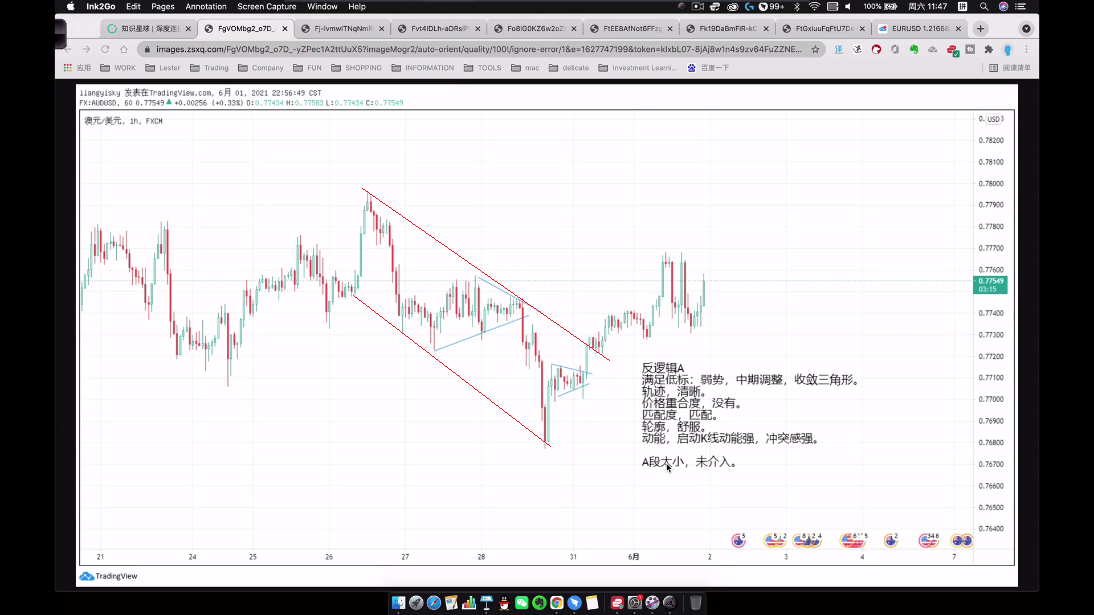 Ink2Go Edit Pages Annotation Screen Capture Window Help
99+ 100% 周六 11:47
知识星球 | 深度连接
FgVOMbg2_o7D_-yZ
Fj-IvmwiTNqNmB
Fvt4IDLh-aORsiP
Fo8IG0KZ6w2o2
FtEE8AfNot6FFzg
Fk19DaBmFiR-kC
FtGxluuFqFtU7D
EURUSD 1.21668
images.zsxq.com/FgVOMbg2_o7D_-yZPec1A2ttUuX5?imageMogr2/auto-orient/quality/100!/ignore-error/1&e=1627747199&token=kIxbL07-8jAj8w1n4s9zv64FuZZNE...
应用 WORK Lester Trading Company FUN SHOPPING INFORMATION TOOLS mac delicate Investment Learni... 百度一下 阅读清单
liangyisky 发表在TradingView.com, 6月 01, 2021 22:56:49 CST
FX:AUDUSD, 60 0.77549 ▲ +0.00256 (+0.33%) O:0.77434 H:0.77583 L:0.77434 C:0.77549
澳元/美元, 1h, FXCM
USD
0.78200
0.78100
0.78000
0.77900
0.77800
0.77700
0.77600
0.77549
03:15
0.77400
0.77300
0.77200
0.77100
0.77000
0.76900
0.76800
0.76700
0.76600
0.76500
0.76400
反逻辑A
满足低标：弱势，中期调整，收敛三角形。
轨迹，清晰。
价格重合度，没有。
匹配度，匹配。
轮廓，舒服。
动能，启动K线动能强，冲突感强。
A段太小，未介入。
21 24 25 26 27 28 31 6月 2 3 4 7
TradingView